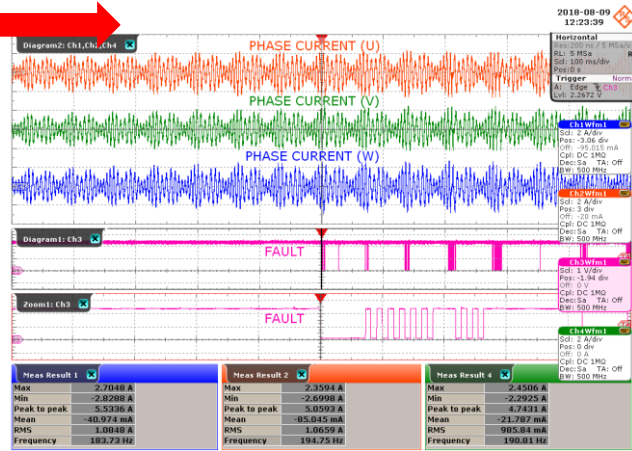 2018-08-09
12:23:39
Diagram2: Ch1,Ch2,Ch4
PHASE CURRENT (U)
PHASE CURRENT (V)
PHASE CURRENT (W)
Horizontal
Res:200 ns / 5 MSa/s
RL: 5 MSa R
Scl: 100 ms/div
Pos:0 s
Trigger Norm
A: Edge Ch3
Lvl: 2.2672 V
Ch1Wfm1
Scl: 2 A/div
Pos: -3.06 div
Off: -95.015 mA
Cpl: DC 1MΩ
Dec:Sa TA: Off
BW: 500 MHz
Ch2Wfm1
Scl: 2 A/div
Pos: 3 div
Off: -20 mA
Cpl: DC 1MΩ
Dec:Sa TA: Off
BW: 500 MHz
Diagram1: Ch3
FAULT
Ch3Wfm1
Scl: 1 V/div
Pos: -1.94 div
Off: 0 V
Cpl: DC 1MΩ
Dec:Sa TA: Off
BW: 500 MHz
Zoom1: Ch3
FAULT
Ch4Wfm1
Scl: 2 A/div
Pos: 0 div
Off: 0 A
Cpl: DC 1MΩ
Dec:Sa TA: Off
BW: 500 MHz
Meas Result 1
Max 2.7048 A
Min -2.8288 A
Peak to peak 5.5336 A
Mean -40.974 mA
RMS 1.0848 A
Frequency 183.73 Hz
Meas Result 2
Max 2.3594 A
Min -2.6998 A
Peak to peak 5.0593 A
Mean -85.045 mA
RMS 1.0659 A
Frequency 194.75 Hz
Meas Result 4
Max 2.4506 A
Min -2.2925 A
Peak to peak 4.7431 A
Mean -21.787 mA
RMS 985.84 mA
Frequency 190.81 Hz